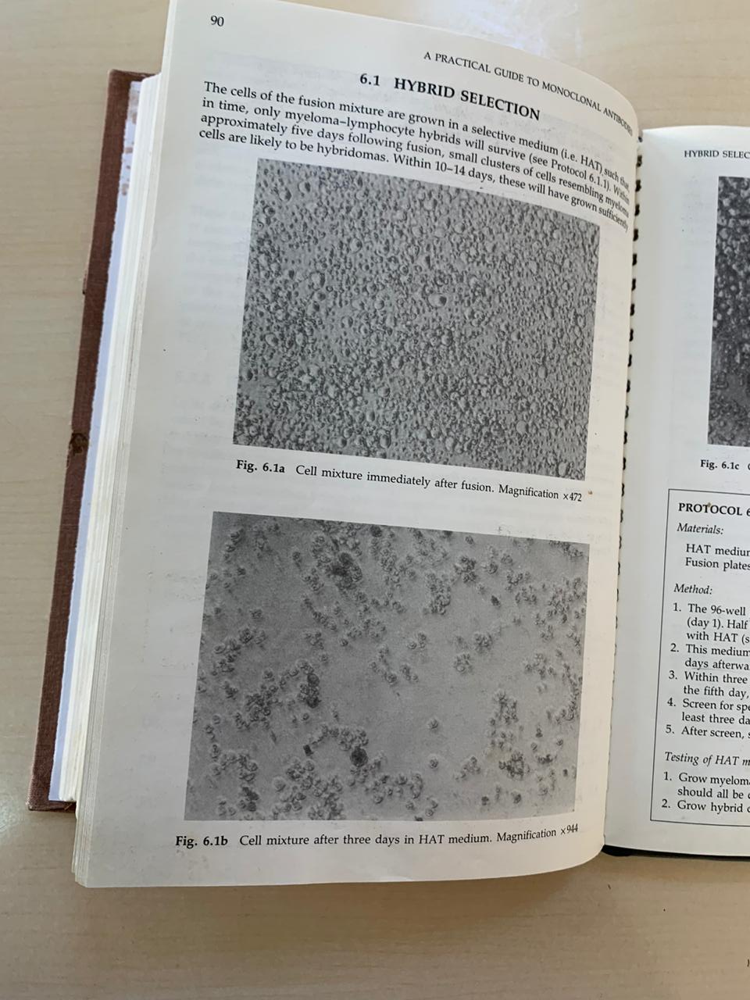 90
A PRACTICAL GUIDE TO MONOCLONAL ANTIBODIES
6.1 HYBRID SELECTION
The cells of the fusion mixture are grown in a selective medium (i.e. HAT) such that
in time, only myeloma–lymphocyte hybrids will survive (see Protocol 6.1.1). Within
approximately five days following fusion, small clusters of cells resembling myeloma
cells are likely to be hybridomas. Within 10–14 days, these will have grown sufficiently
Fig. 6.1a Cell mixture immediately after fusion. Magnification ×472
Fig. 6.1b Cell mixture after three days in HAT medium. Magnification ×944
HYBRID SELEC
Fig. 6.1c
PROTOCOL 6
Materials:
HAT medium
Fusion plates
Method:
1. The 96-well
(day 1). Half
with HAT (s
2. This medium
days afterwa
3. Within three
the fifth day,
4. Screen for spe
least three da
5. After screen, s
Testing of HAT m
1. Grow myeloma
should all be
2. Grow hybrid